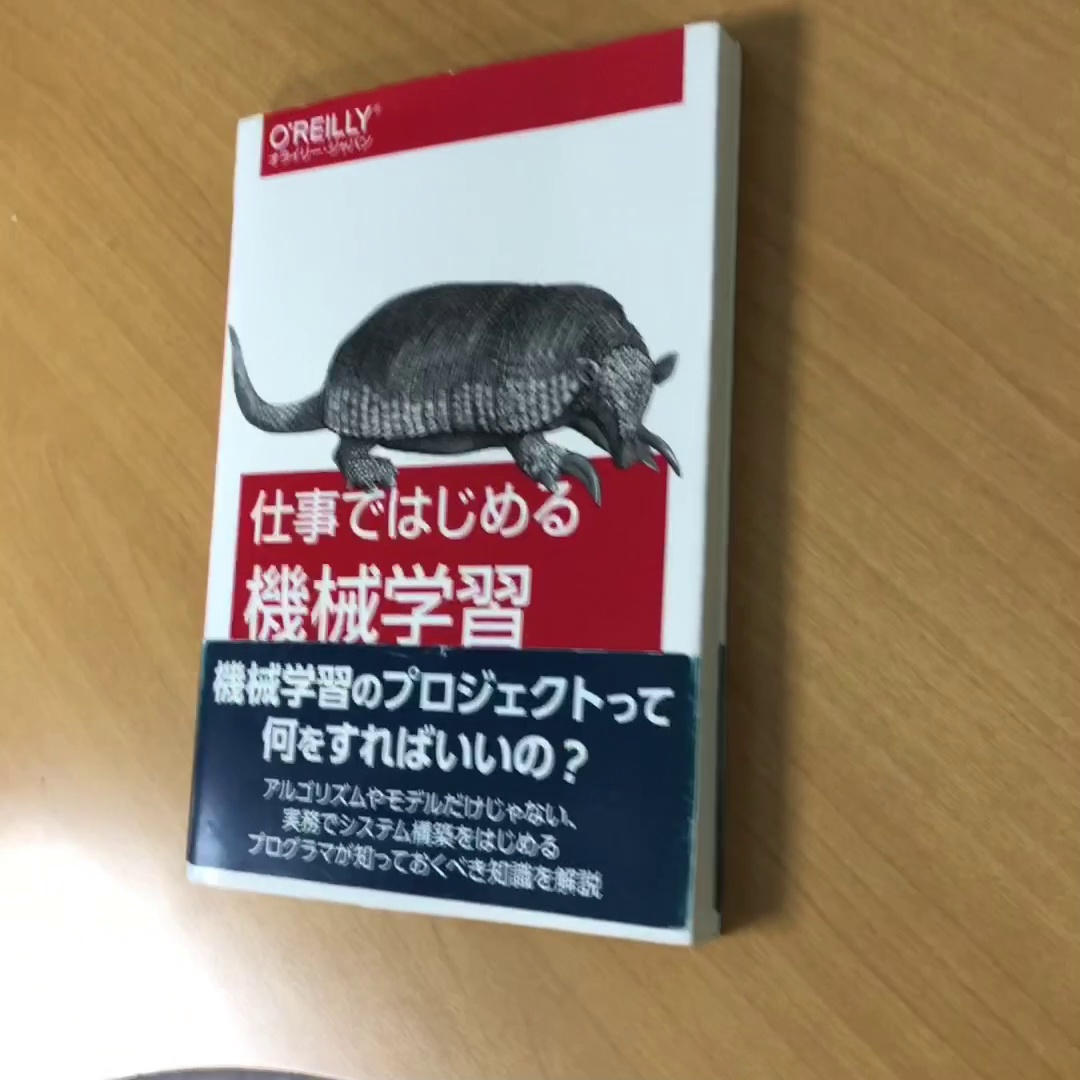 O'REILLY®
オライリー・ジャパン
仕事ではじめる
機械学習
機械学習のプロジェクトって
何をすればいいの？
アルゴリズムやモデルだけじゃない、
実務でシステム構築をはじめる
プログラマが知っておくべき知識を解説